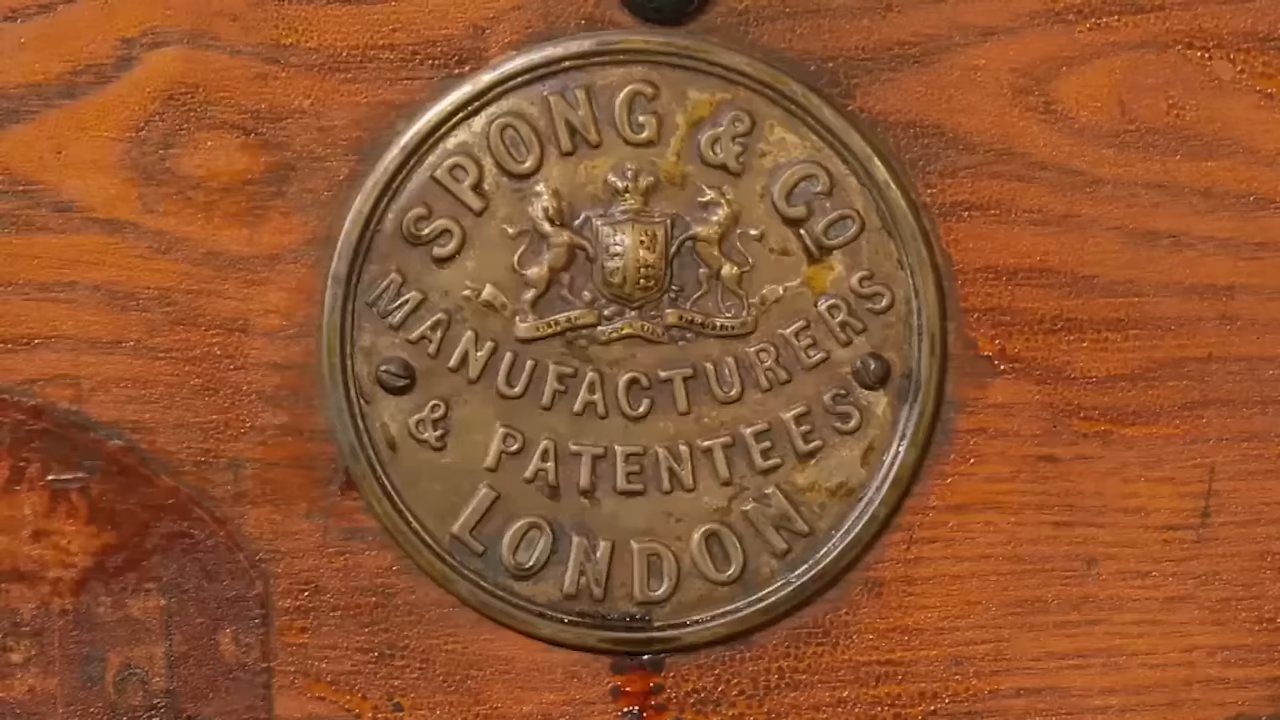 SPONG & Co
MANUFACTURERS
& PATENTEES
LONDON